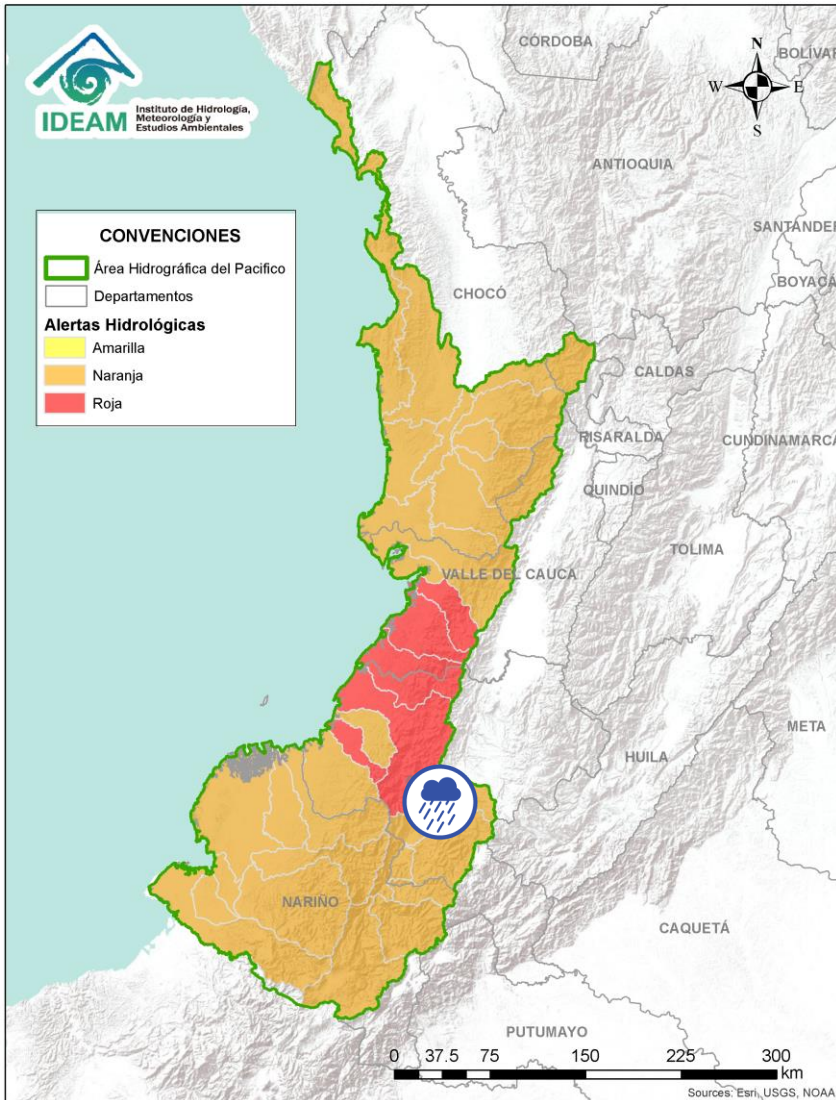 IDEAM
Instituto de Hidrología,
Meteorología y
Estudios Ambientales
CÓRDOBA
BOLÍVAR
N
W
E
S
ANTIOQUIA
SANTANDER
BOYACÁ
CONVENCIONES
Área Hidrográfica del Pacifico
Departamentos
Alertas Hidrológicas
Amarilla
Naranja
Roja
CHOCÓ
CALDAS
RISARALDA
CUNDINAMARCA
QUINDÍO
TOLIMA
VALLE DEL CAUCA
META
HUILA
NARIÑO
CAQUETÁ
PUTUMAYO
0 37.5 75 150 225 300
km
Sources: Esri, USGS, NOAA